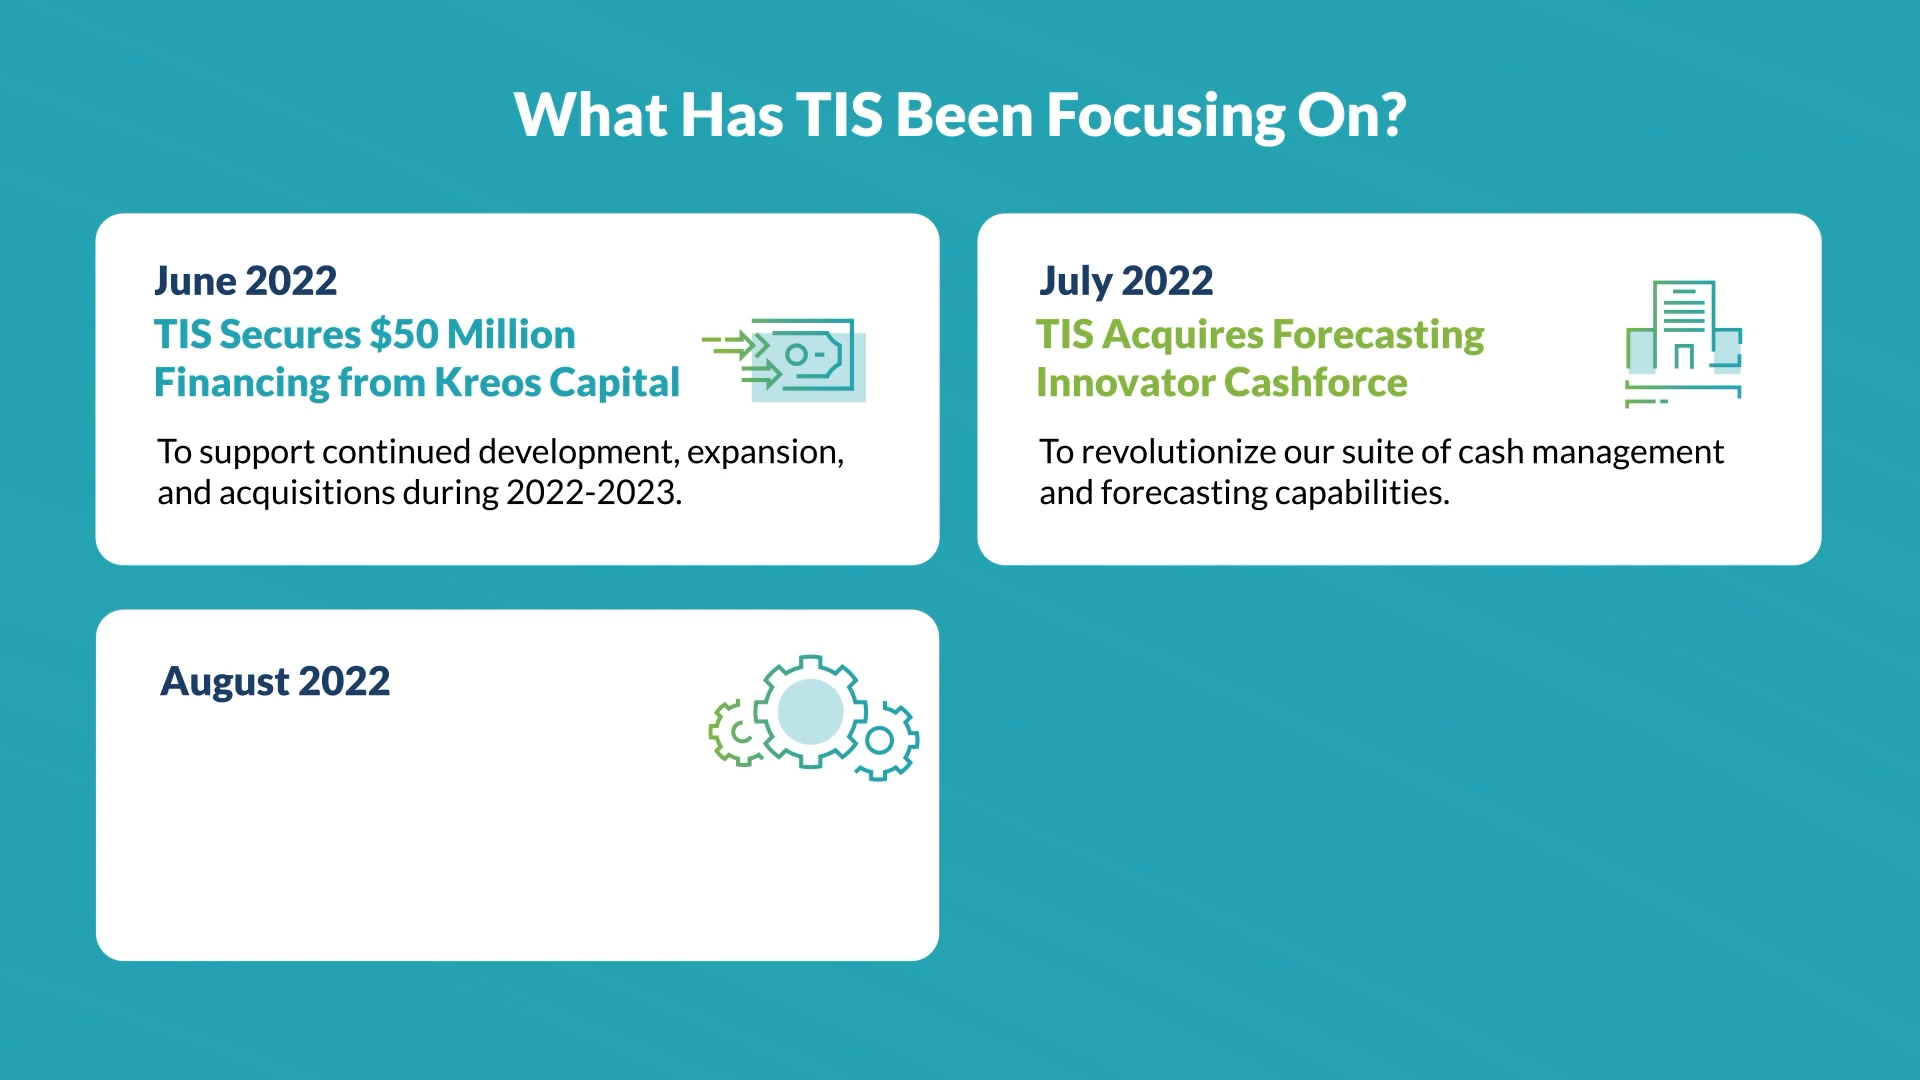 What Has TIS Been Focusing On?
June 2022
TIS Secures $50 Million
Financing from Kreos Capital
To support continued development, expansion,
and acquisitions during 2022-2023.
July 2022
TIS Acquires Forecasting
Innovator Cashforce
To revolutionize our suite of cash management
and forecasting capabilities.
August 2022